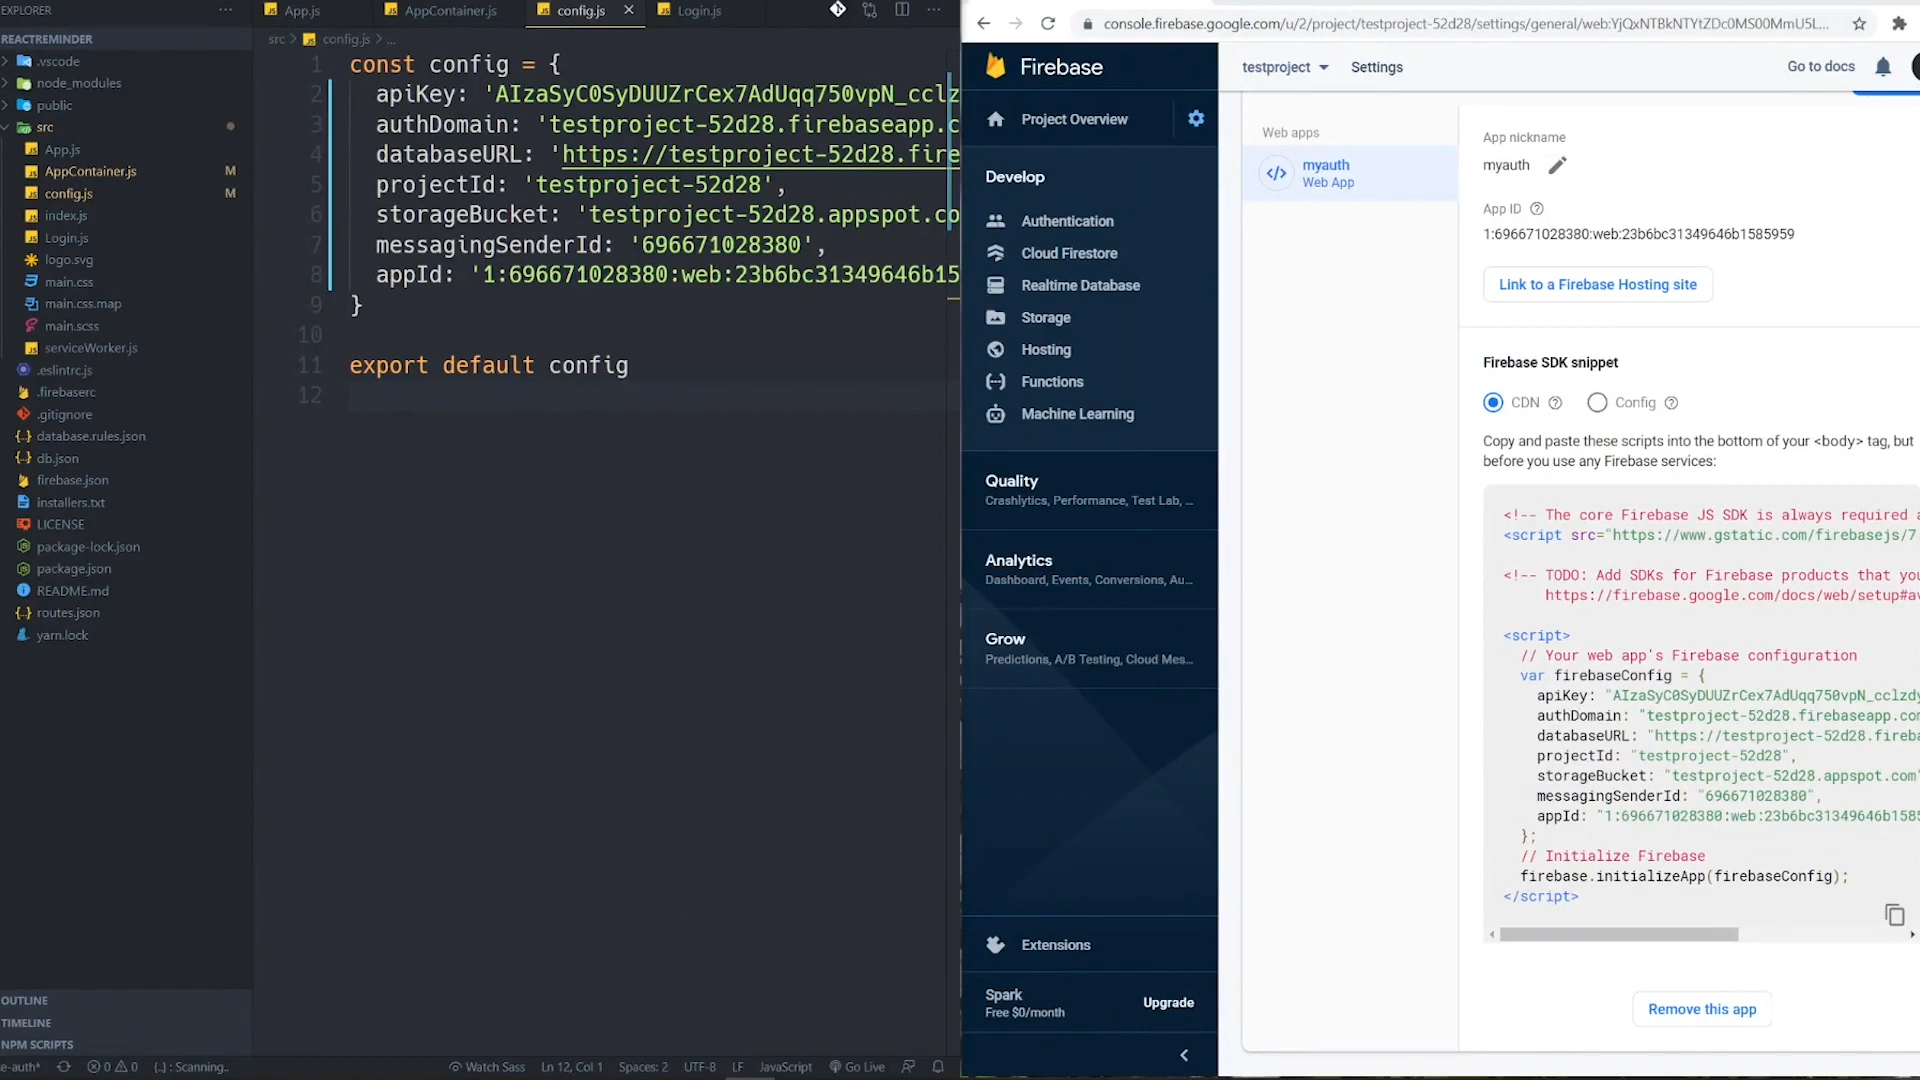 EXPLORER
REACTREMINDER
.vscode
node_modules
public
src
App.js
AppContainer.js M
config.js M
index.js
Login.js
logo.svg
main.css
main.css.map
main.scss
serviceWorker.js
.eslintrc.js
.firebaserc
.gitignore
database.rules.json
db.json
firebase.json
installers.txt
LICENSE
package-lock.json
package.json
README.md
routes.json
yarn.lock
OUTLINE
TIMELINE
NPM SCRIPTS
App.js AppContainer.js config.js Login.js
src > config.js > ...
1 const config = {
2 apiKey: 'AIzaSyC0SyDUUZrCex7AdUqq750vpN_cclz
3 authDomain: 'testproject-52d28.firebaseapp.c
4 databaseURL: 'https://testproject-52d28.fire
5 projectId: 'testproject-52d28',
6 storageBucket: 'testproject-52d28.appspot.co
7 messagingSenderId: '696671028380',
8 appId: '1:696671028380:web:23b6bc31349646b15
9 }
10
11 export default config
12
e-auth* 0 0 {..} : Scanning.. Watch Sass Ln 12, Col 1 Spaces: 2 UTF-8 LF JavaScript Go Live
console.firebase.google.com/u/2/project/testproject-52d28/settings/general/web:YjQxNTBkNTYtZDc0MS00MmU5L...
Firebase
Project Overview
Develop
Authentication
Cloud Firestore
Realtime Database
Storage
Hosting
Functions
Machine Learning
Quality
Crashlytics, Performance, Test Lab, ...
Analytics
Dashboard, Events, Conversions, Au...
Grow
Predictions, A/B Testing, Cloud Mes...
Extensions
Spark
Free $0/month
Upgrade
testproject Settings Go to docs
Web apps
myauth
Web App
App nickname
myauth
App ID
1:696671028380:web:23b6bc31349646b1585959
Link to a Firebase Hosting site
Firebase SDK snippet
CDN Config
Copy and paste these scripts into the bottom of your <body> tag, but
before you use any Firebase services:
<!-- The core Firebase JS SDK is always required a
<script src="https://www.gstatic.com/firebasejs/7
<!-- TODO: Add SDKs for Firebase products that you
https://firebase.google.com/docs/web/setup#av
<script>
// Your web app's Firebase configuration
var firebaseConfig = {
apiKey: "AIzaSyC0SyDUUZrCex7AdUqq750vpN_cclzdy
authDomain: "testproject-52d28.firebaseapp.com
databaseURL: "https://testproject-52d28.fireba
projectId: "testproject-52d28",
storageBucket: "testproject-52d28.appspot.com"
messagingSenderId: "696671028380",
appId: "1:696671028380:web:23b6bc31349646b1585
};
// Initialize Firebase
firebase.initializeApp(firebaseConfig);
</script>
Remove this app